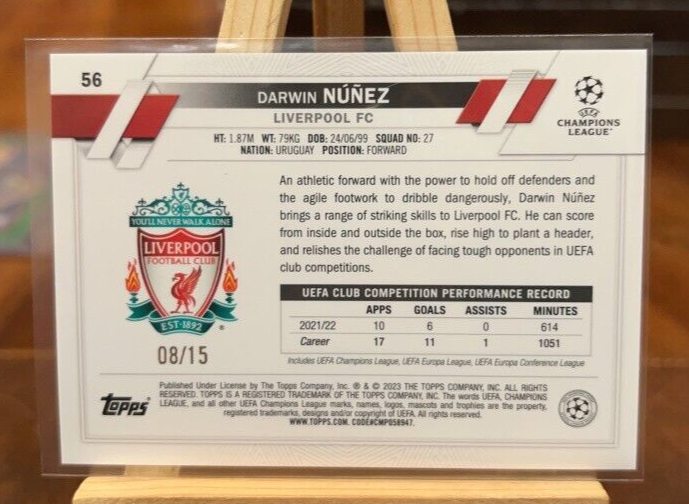 56
DARWIN NÚÑEZ
LIVERPOOL FC
HT: 1.87M WT: 79KG DOB: 24/06/99 SQUAD NO: 27
NATION: URUGUAY POSITION: FORWARD
UEFA
CHAMPIONS
LEAGUE
An athletic forward with the power to hold off defenders and
the agile footwork to dribble dangerously, Darwin Núñez
brings a range of striking skills to Liverpool FC. He can score
from inside and outside the box, rise high to plant a header,
and relishes the challenge of facing tough opponents in UEFA
club competitions.
YOU'LL NEVER WALK ALONE
LIVERPOOL
FOOTBALL CLUB
EST·1892
08/15
UEFA CLUB COMPETITION PERFORMANCE RECORD
APPS GOALS ASSISTS MINUTES
2021/22 10 6 0 614
Career 17 11 1 1051
Includes UEFA Champions League, UEFA Europa League, UEFA Europa Conference League
Topps
Published Under License by The Topps Company, Inc. ® & © 2023 THE TOPPS COMPANY, INC. ALL RIGHTS
RESERVED. TOPPS IS A REGISTERED TRADEMARK OF THE TOPPS COMPANY, INC. The words UEFA, CHAMPIONS
LEAGUE, and all other UEFA Champions League marks, names, logos, mascots and trophies are the property,
registered trademarks, designs and/or copyright of UEFA. All rights reserved.
WWW.TOPPS.COM. CODE#CMP058947.